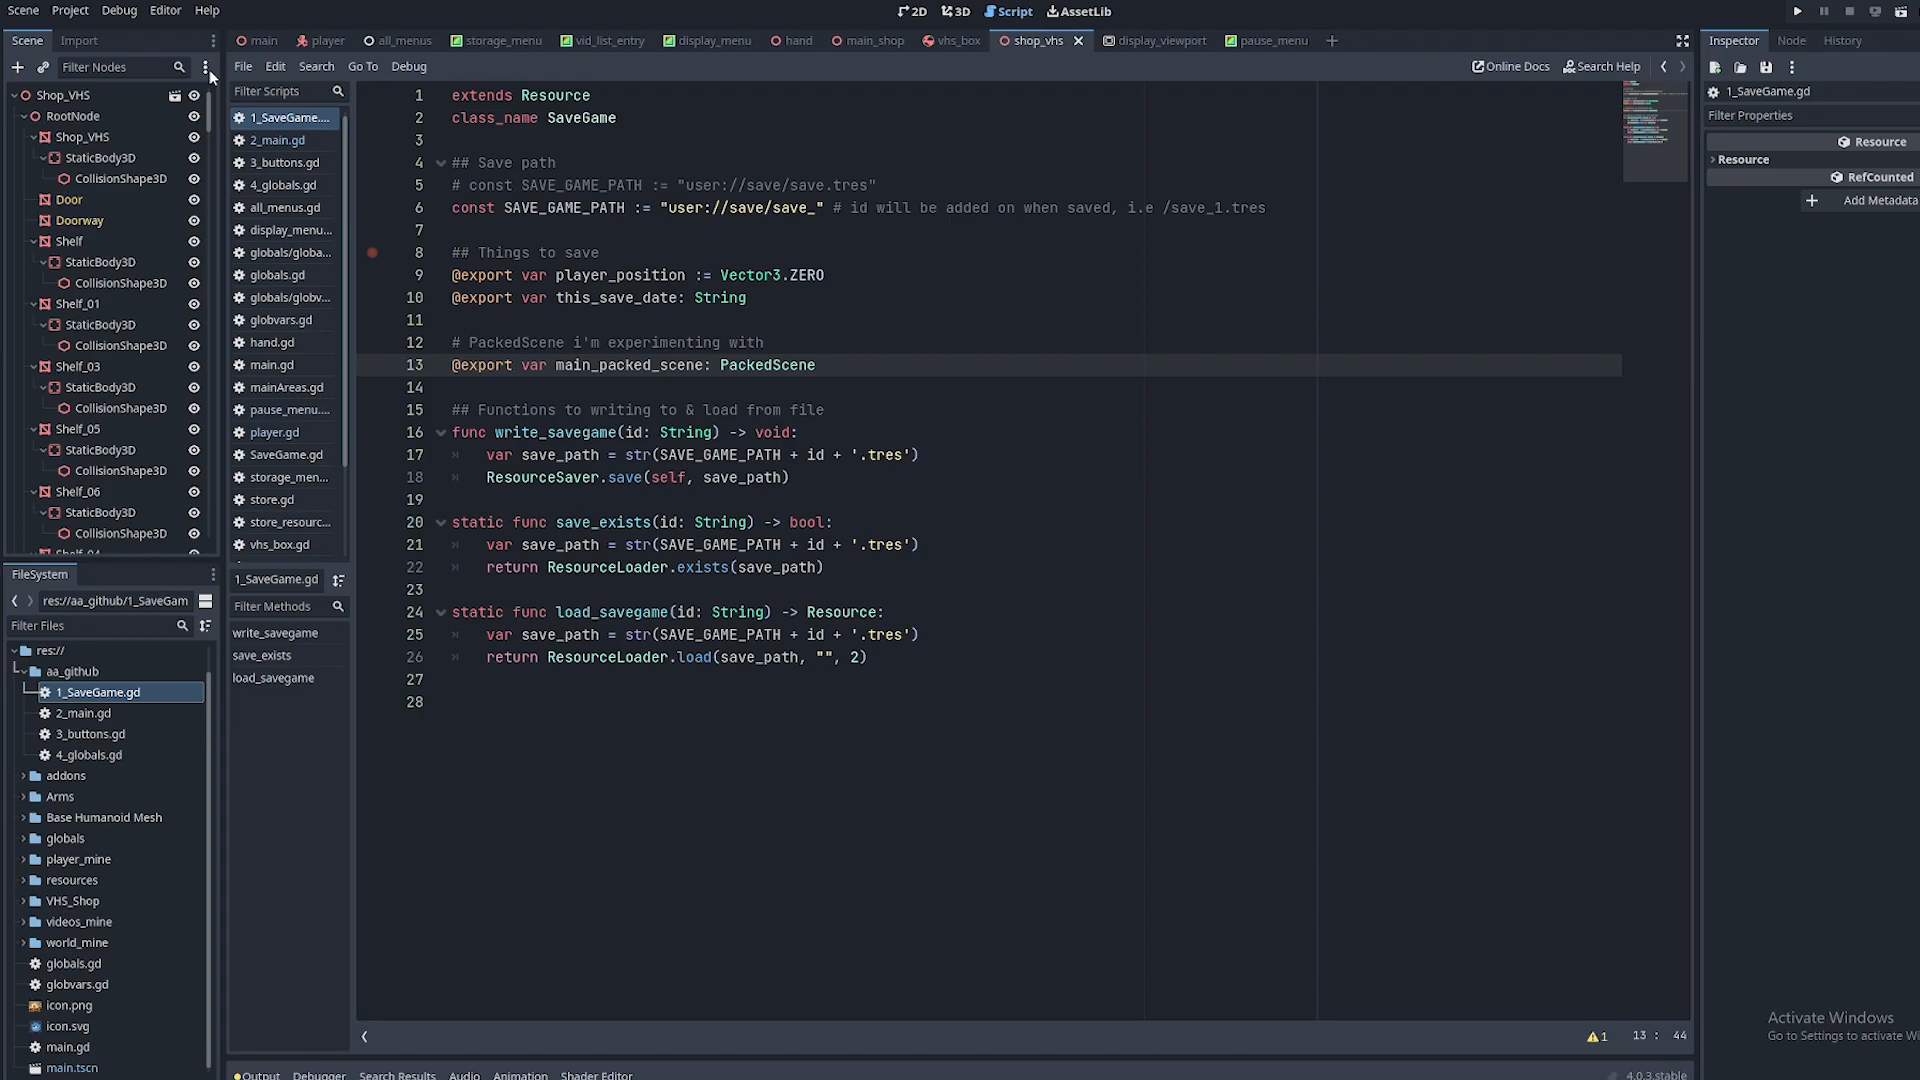 Scene Project Debug Editor Help
2D 3D Script AssetLib
Scene Import
main player all_menus storage_menu vid_list_entry display_menu hand main_shop vhs_box shop_vhs display_viewport pause_menu
Inspector Node History
Filter Nodes
File Edit Search Go To Debug
Online Docs Search Help
1_SaveGame.gd
Filter Properties
Resource
Resource
RefCounted
Add Metadata
Shop_VHS
RootNode
Shop_VHS
StaticBody3D
CollisionShape3D
Door
Doorway
Shelf
StaticBody3D
CollisionShape3D
Shelf_01
StaticBody3D
CollisionShape3D
Shelf_03
StaticBody3D
CollisionShape3D
Shelf_05
StaticBody3D
CollisionShape3D
Shelf_06
StaticBody3D
CollisionShape3D
Filter Scripts
1_SaveGame....
2_main.gd
3_buttons.gd
4_globals.gd
all_menus.gd
display_menu...
globals/globa...
globals.gd
globals/globv...
globvars.gd
hand.gd
main.gd
mainAreas.gd
pause_menu....
player.gd
SaveGame.gd
storage_men...
store.gd
store_resourc...
vhs_box.gd
1_SaveGame.gd
Filter Methods
write_savegame
save_exists
load_savegame
1 extends Resource
2 class_name SaveGame
3
4 ## Save path
5 # const SAVE_GAME_PATH := "user://save/save.tres"
6 const SAVE_GAME_PATH := "user://save/save_" # id will be added on when saved, i.e /save_1.tres
7
8 ## Things to save
9 @export var player_position := Vector3.ZERO
10 @export var this_save_date: String
11
12 # PackedScene i'm experimenting with
13 @export var main_packed_scene: PackedScene
14
15 ## Functions to writing to & load from file
16 func write_savegame(id: String) -> void:
17 var save_path = str(SAVE_GAME_PATH + id + '.tres')
18 ResourceSaver.save(self, save_path)
19
20 static func save_exists(id: String) -> bool:
21 var save_path = str(SAVE_GAME_PATH + id + '.tres')
22 return ResourceLoader.exists(save_path)
23
24 static func load_savegame(id: String) -> Resource:
25 var save_path = str(SAVE_GAME_PATH + id + '.tres')
26 return ResourceLoader.load(save_path, "", 2)
27
28
FileSystem
res://aa_github/1_SaveGam
Filter Files
res://
aa_github
1_SaveGame.gd
2_main.gd
3_buttons.gd
4_globals.gd
addons
Arms
Base Humanoid Mesh
globals
player_mine
resources
VHS_Shop
videos_mine
world_mine
globals.gd
globvars.gd
icon.png
icon.svg
main.gd
main.tscn
Activate Windows
Go to Settings to activate Wi
1 13 : 44
Output Debugger Search Results Audio Animation Shader Editor
4.0.3.stable